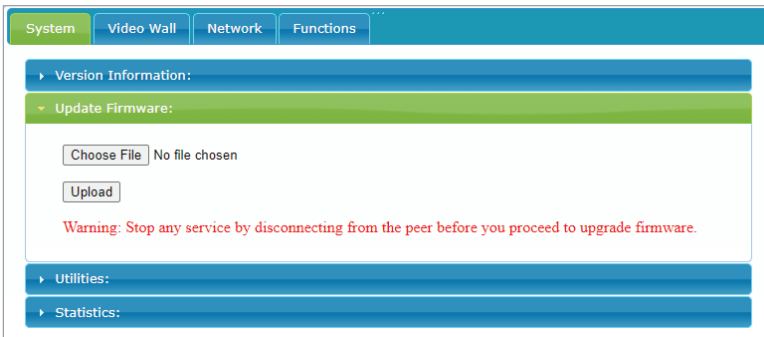 System Video Wall Network Functions
Version Information:
Update Firmware:
Choose File No file chosen
Upload
Warning: Stop any service by disconnecting from the peer before you proceed to upgrade firmware.
Utilities:
Statistics: